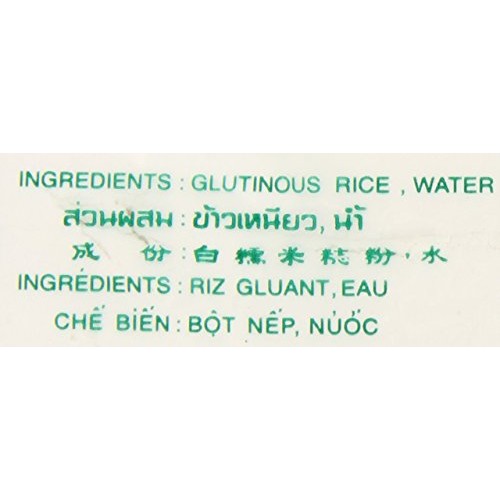 INGREDIENTS : GLUTINOUS RICE , WATER
ส่วนผสม : ข้าวเหนียว, น้ำ
成 份 : 白糯米粉,水
INGRÉDIENTS : RIZ GLUANT, EAU
CHẾ BIẾN : BỘT NẾP, NƯỚC